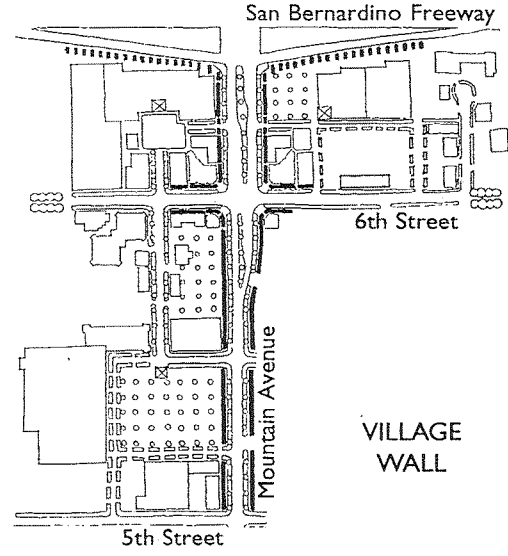 San Bernardino Freeway
6th Street
Mountain Avenue
VILLAGE
WALL
5th Street